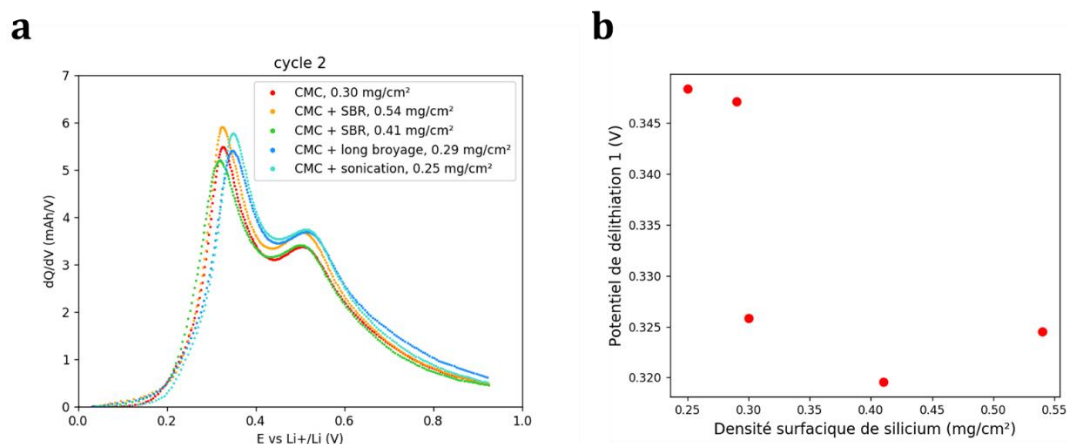 a
cycle 2
7
6
5
4
3
2
1
0
dQ/dV (mAh/V)
CMC, 0.30 mg/cm²
CMC + SBR, 0.54 mg/cm²
CMC + SBR, 0.41 mg/cm²
CMC + long broyage, 0.29 mg/cm²
CMC + sonication, 0.25 mg/cm²
0.0 0.2 0.4 0.6 0.8 1.0
E vs Li+/Li (V)
b
0.345
0.340
0.335
0.330
0.325
0.320
Potentiel de délithiation 1 (V)
0.25 0.30 0.35 0.40 0.45 0.50 0.55
Densité surfacique de silicium (mg/cm²)